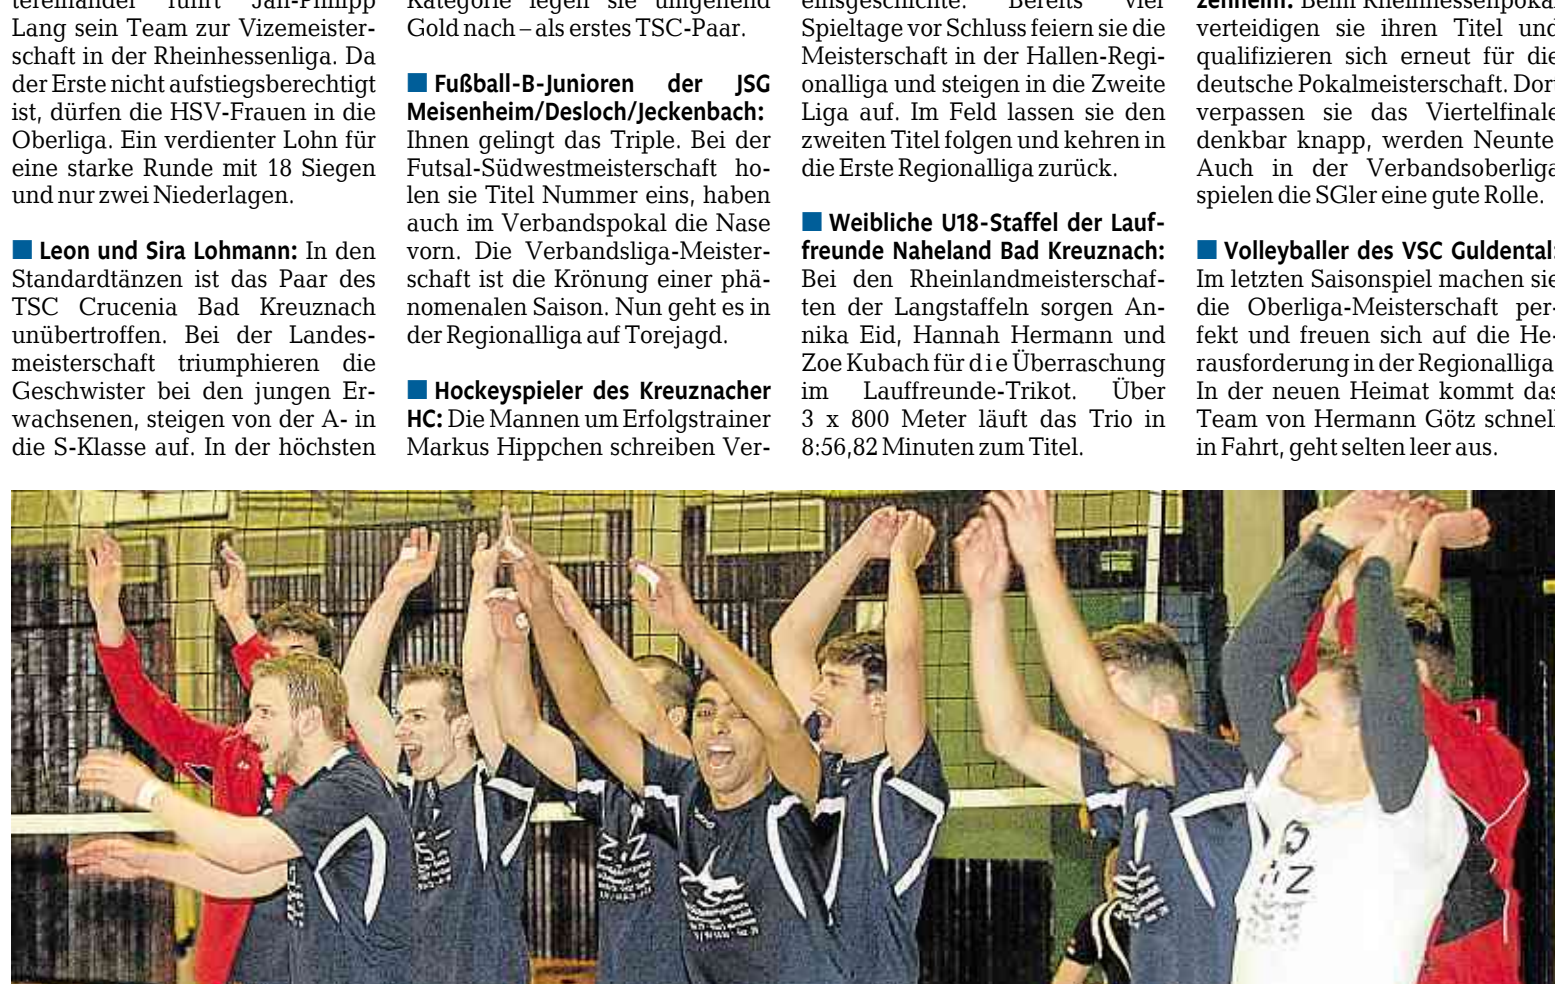 tereinander führt Jan-Philipp
Lang sein Team zur Vizemeister-
schaft in der Rheinhessenliga. Da
der Erste nicht aufstiegsberechtigt
ist, dürfen die HSV-Frauen in die
Oberliga. Ein verdienter Lohn für
eine starke Runde mit 18 Siegen
und nur zwei Niederlagen.
■ Leon und Sira Lohmann: In den
Standardtänzen ist das Paar des
TSC Crucenia Bad Kreuznach
unübertroffen. Bei der Landes-
meisterschaft triumphieren die
Geschwister bei den jungen Er-
wachsenen, steigen von der A- in
die S-Klasse auf. In der höchsten
Kategorie legen sie umgehend
Gold nach – als erstes TSC-Paar.
■ Fußball-B-Junioren der JSG
Meisenheim/Desloch/Jeckenbach:
Ihnen gelingt das Triple. Bei der
Futsal-Südwestmeisterschaft ho-
len sie Titel Nummer eins, haben
auch im Verbandspokal die Nase
vorn. Die Verbandsliga-Meister-
schaft ist die Krönung einer phä-
nomenalen Saison. Nun geht es in
der Regionalliga auf Torejagd.
■ Hockeyspieler des Kreuznacher
HC: Die Mannen um Erfolgstrainer
Markus Hippchen schreiben Ver-
einsgeschichte. Bereits vier
Spieltage vor Schluss feiern sie die
Meisterschaft in der Hallen-Regi-
onalliga und steigen in die Zweite
Liga auf. Im Feld lassen sie den
zweiten Titel folgen und kehren in
die Erste Regionalliga zurück.
■ Weibliche U18-Staffel der Lauf-
freunde Naheland Bad Kreuznach:
Bei den Rheinlandmeisterschaf-
ten der Langstaffeln sorgen An-
nika Eid, Hannah Hermann und
Zoe Kubach für d i e Überraschung
im Lauffreunde-Trikot. Über
3 x 800 Meter läuft das Trio in
8:56,82 Minuten zum Titel.
zenheim: Beim Rheinhessenpokal
verteidigen sie ihren Titel und
qualifizieren sich erneut für die
deutsche Pokalmeisterschaft. Dort
verpassen sie das Viertelfinale
denkbar knapp, werden Neunter
Auch in der Verbandsoberliga
spielen die SGler eine gute Rolle.
■ Volleyballer des VSC Guldental:
Im letzten Saisonspiel machen sie
die Oberliga-Meisterschaft per-
fekt und freuen sich auf die He-
rausforderung in der Regionalliga
In der neuen Heimat kommt das
Team von Hermann Götz schnell
in Fahrt, geht selten leer aus.